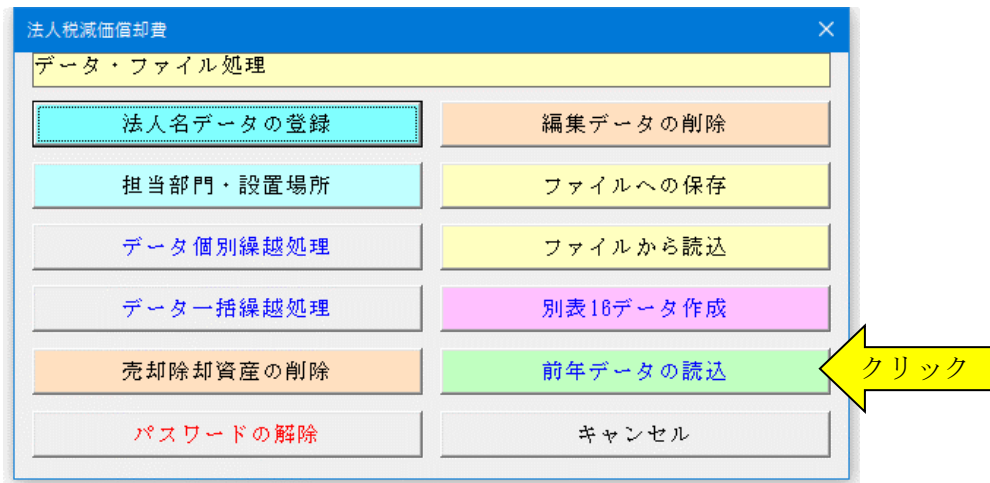 法人税減価償却費
データ・ファイル処理
法人名データの登録
編集データの削除
担当部門・設置場所
ファイルへの保存
データ個別繰越処理
ファイルから読込
データ一括繰越処理
別表16データ作成
売却除却資産の削除
前年データの読込
クリック
パスワードの解除
キャンセル